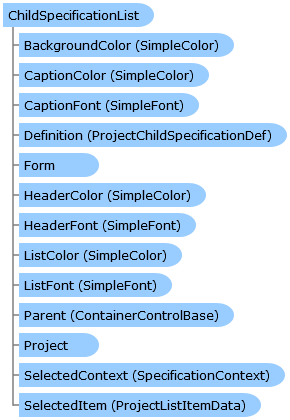 ChildSpecificationList
BackgroundColor (SimpleColor)
CaptionColor (SimpleColor)
CaptionFont (SimpleFont)
Definition (ProjectChildSpecificationDef)
Form
HeaderColor (SimpleColor)
HeaderFont (SimpleFont)
ListColor (SimpleColor)
ListFont (SimpleFont)
Parent (ContainerControlBase)
Project
SelectedContext (SpecificationContext)
SelectedItem (ProjectListItemData)